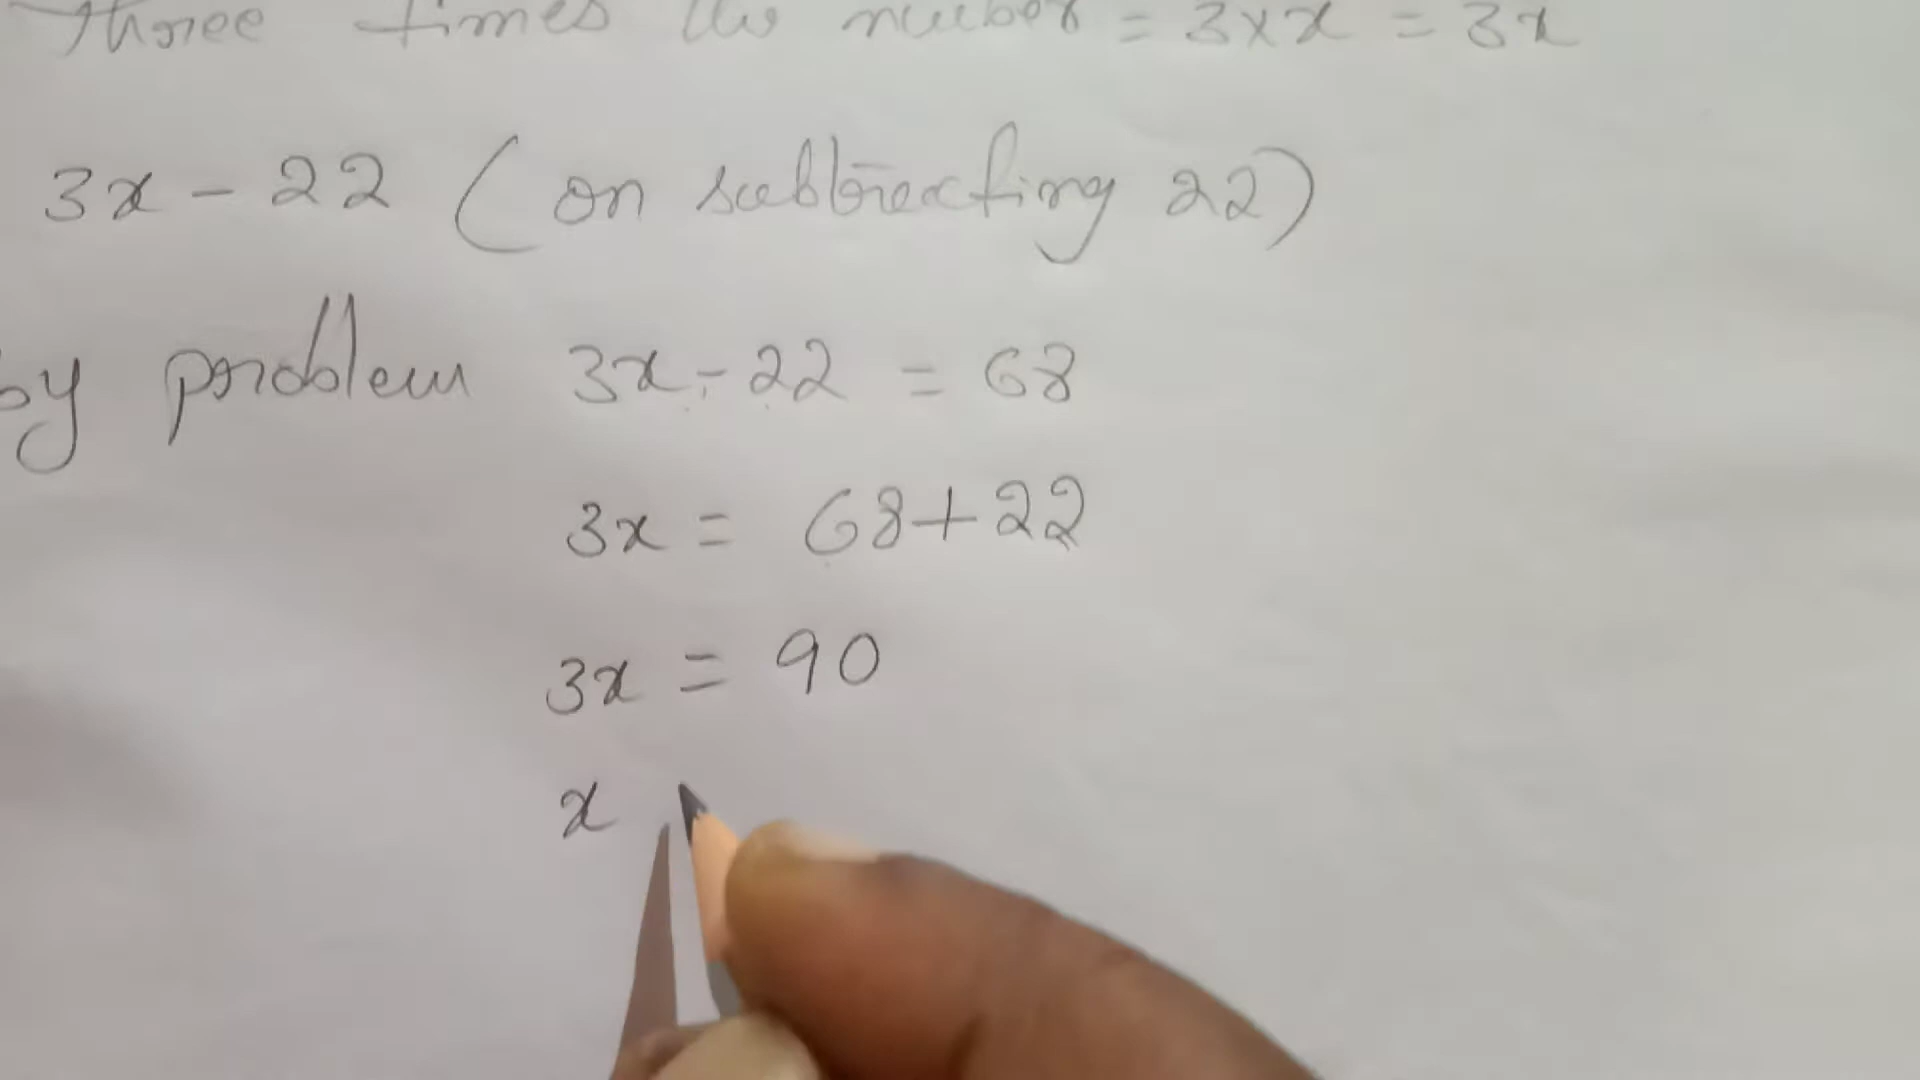 three times the number = 3×x = 3x
3x - 22 (on subtracting 22)
by problem 3x - 22 = 68
3x = 68+22
3x = 90
x